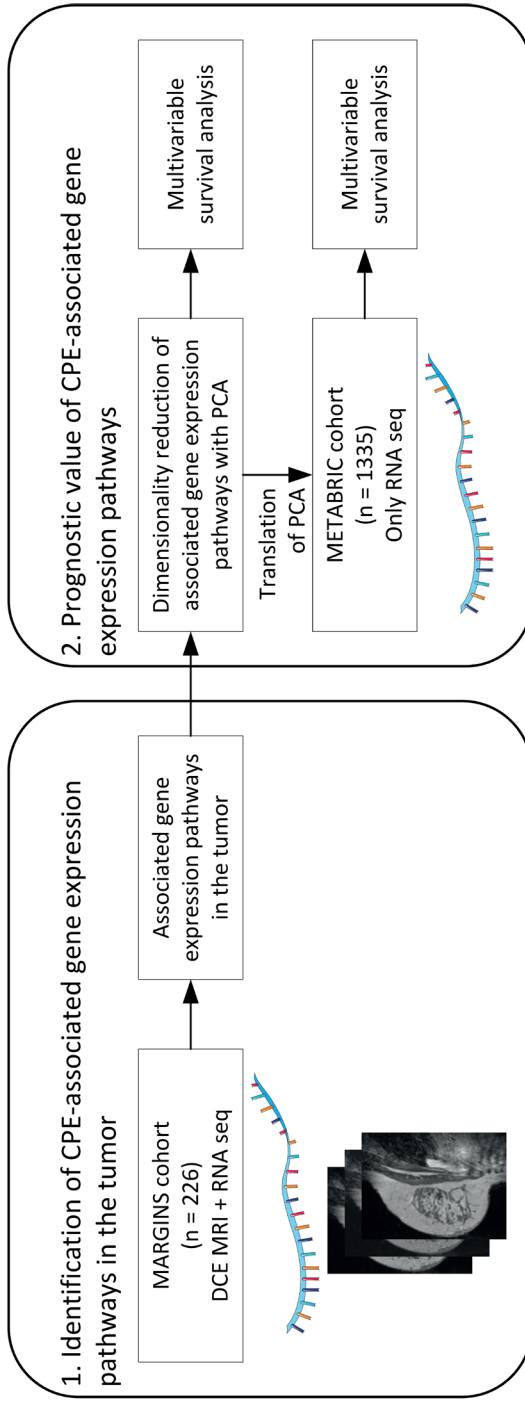 1. Identification of CPE-associated gene expression
pathways in the tumor
MARGINS cohort
(n = 226)
DCE MRI + RNA seq
Associated gene
expression pathways
in the tumor
2. Prognostic value of CPE-associated gene
expression pathways
Dimensionality reduction of
associated gene expression
pathways with PCA
Multivariable
survival analysis
Translation
of PCA
METABRIC cohort
(n = 1335)
Only RNA seq
Multivariable
survival analysis